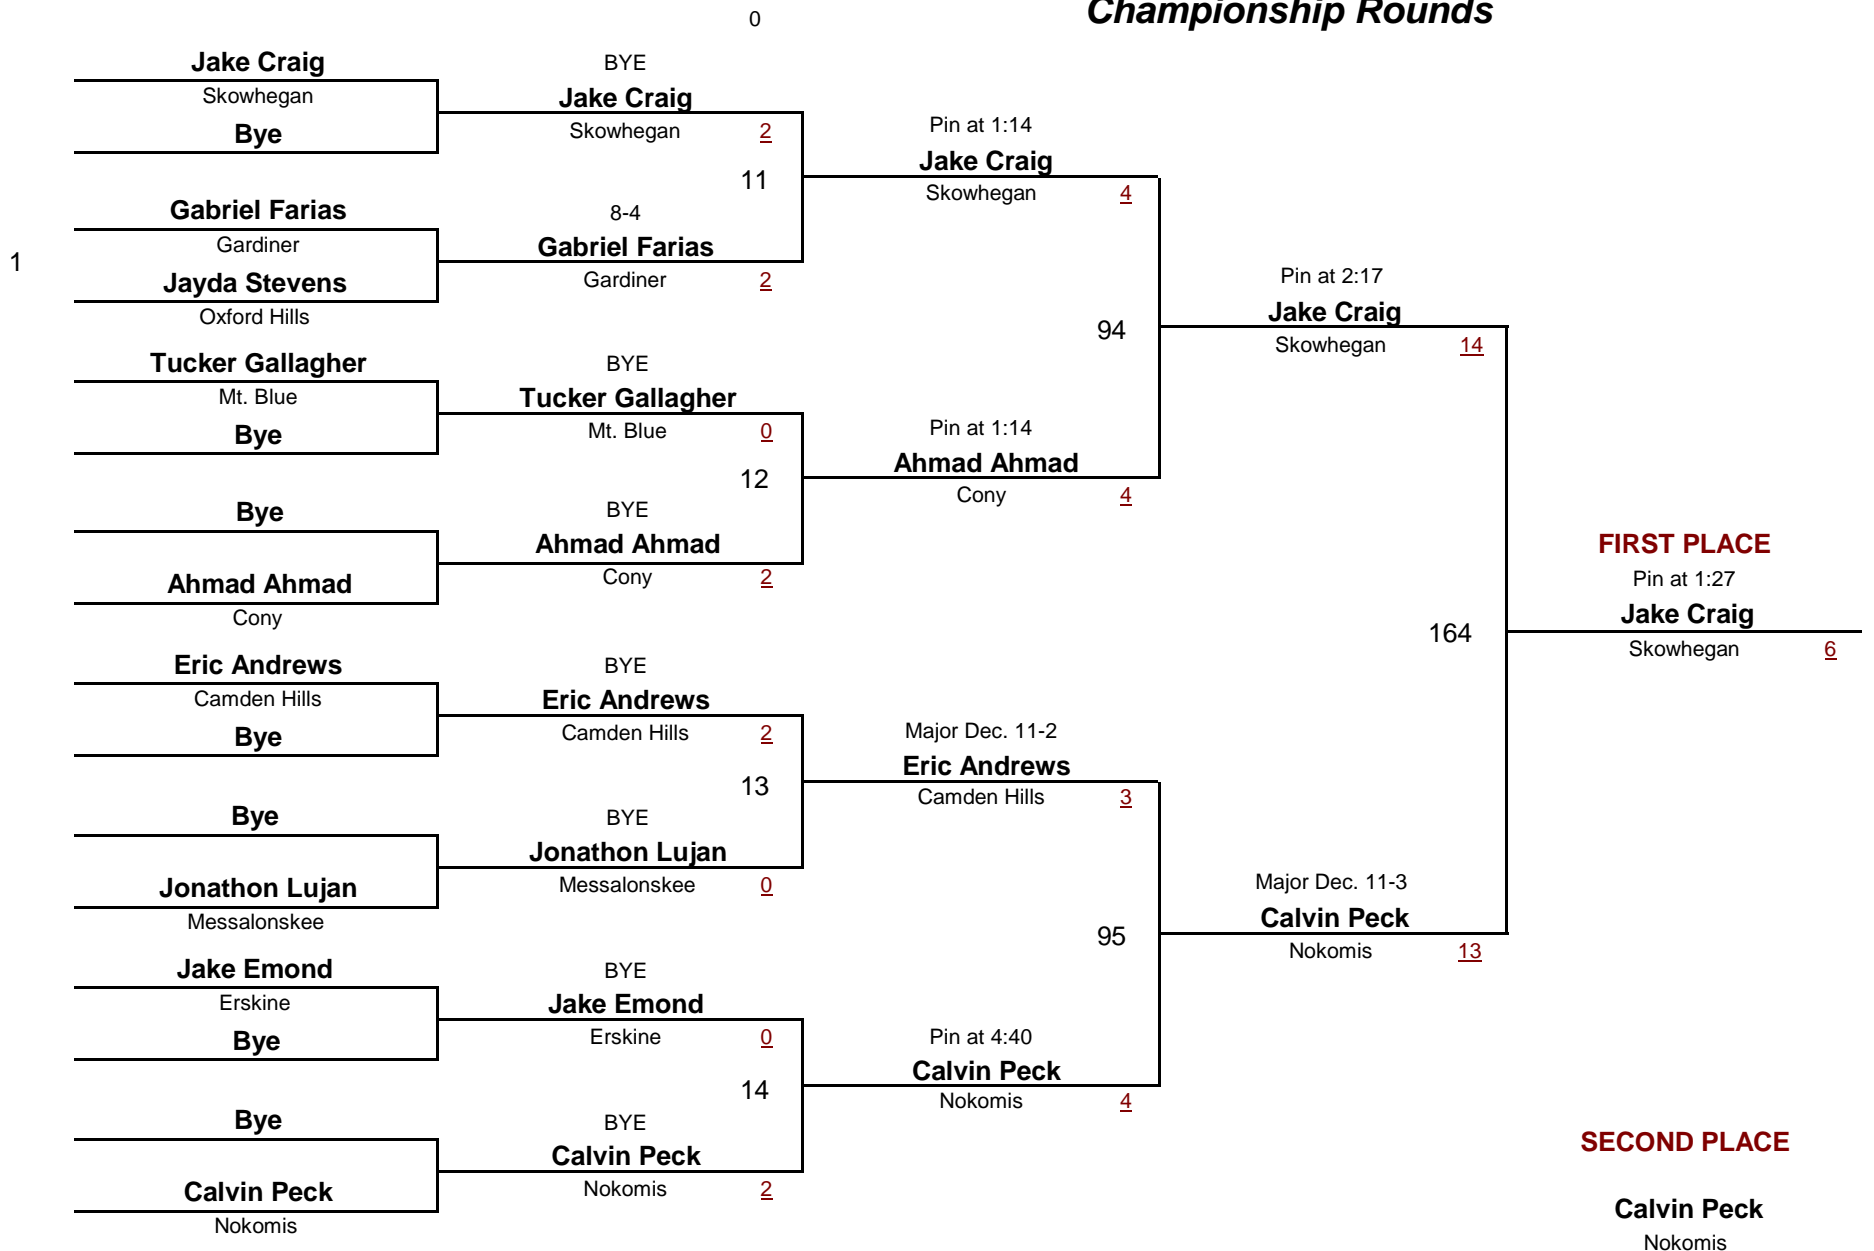 Championship Rounds
0
Jake Craig
Skowhegan
Bye
1
Gabriel Farias
Gardiner
Jayda Stevens
Oxford Hills
Tucker Gallagher
Mt. Blue
Bye
Bye
Ahmad Ahmad
Cony
Eric Andrews
Camden Hills
Bye
Bye
Jonathon Lujan
Messalonskee
Jake Emond
Erskine
Bye
Bye
Calvin Peck
Nokomis
BYE
Jake Craig
Skowhegan 2
11
8-4
Gabriel Farias
Gardiner 2
BYE
Tucker Gallagher
Mt. Blue 0
12
BYE
Ahmad Ahmad
Cony 2
BYE
Eric Andrews
Camden Hills 2
13
BYE
Jonathon Lujan
Messalonskee 0
BYE
Jake Emond
Erskine 0
14
BYE
Calvin Peck
Nokomis 2
Pin at 1:14
Jake Craig
Skowhegan 4
94
Pin at 1:14
Ahmad Ahmad
Cony 4
Major Dec. 11-2
Eric Andrews
Camden Hills 3
95
Pin at 4:40
Calvin Peck
Nokomis 4
Pin at 2:17
Jake Craig
Skowhegan 14
164
Major Dec. 11-3
Calvin Peck
Nokomis 13
FIRST PLACE
Pin at 1:27
Jake Craig
Skowhegan 6
SECOND PLACE
Calvin Peck
Nokomis